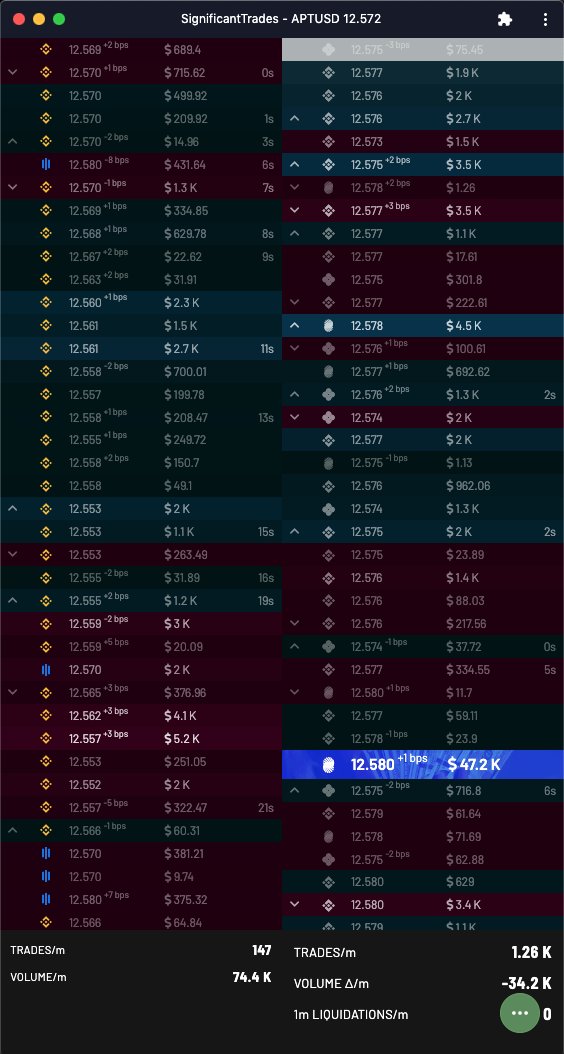 SignificantTrades - APTUSD 12.572
12.569 +2 bps $ 689.4
12.570 +1 bps $ 715.62 0s
12.570 $ 499.92
12.570 $ 209.92 1s
12.570 -2 bps $ 14.96 3s
12.580 -8 bps $ 431.64 6s
12.570 -1 bps $ 1.3 K 7s
12.569 +1 bps $ 334.85
12.568 +1 bps $ 629.78 8s
12.567 +2 bps $ 22.62 9s
12.563 +2 bps $ 31.91
12.560 +1 bps $ 2.3 K
12.561 $ 1.5 K
12.561 $ 2.7 K 11s
12.558 -2 bps $ 700.01
12.557 $ 199.78
12.558 +1 bps $ 208.47 13s
12.555 +1 bps $ 249.72
12.558 +2 bps $ 150.7
12.558 $ 49.1
12.553 $ 2 K
12.553 $ 1.1 K 15s
12.553 $ 263.49
12.555 -2 bps $ 31.89 16s
12.555 +2 bps $ 1.2 K 19s
12.559 -2 bps $ 3 K
12.559 +5 bps $ 20.09
12.570 $ 2 K
12.565 +3 bps $ 376.96
12.562 +3 bps $ 4.1 K
12.557 +3 bps $ 5.2 K
12.553 $ 251.05
12.552 $ 2 K
12.557 -5 bps $ 322.47 21s
12.566 -1 bps $ 60.31
12.570 $ 381.21
12.570 $ 9.74
12.580 +7 bps $ 375.32
12.566 $ 64.84
TRADES/m 147
VOLUME/m 74.4 K
12.575 -3 bps $ 75.45
12.577 $ 1.9 K
12.576 $ 2 K
12.576 $ 2.7 K
12.573 $ 1.5 K
12.575 +2 bps $ 3.5 K
12.578 +2 bps $ 1.26
12.577 +3 bps $ 3.5 K
12.577 $ 1.1 K
12.577 $ 17.61
12.575 $ 301.8
12.577 $ 222.61
12.578 $ 4.5 K
12.576 +1 bps $ 100.61
12.577 +1 bps $ 692.62
12.576 +2 bps $ 1.3 K 2s
12.574 $ 2 K
12.577 $ 2 K
12.575 -1 bps $ 1.13
12.576 $ 962.06
12.574 $ 1.3 K
12.575 $ 2 K 2s
12.575 $ 23.89
12.576 $ 1.4 K
12.576 $ 88.03
12.576 $ 217.56
12.574 -1 bps $ 37.72 0s
12.577 $ 334.55 5s
12.580 +1 bps $ 11.7
12.577 $ 59.11
12.578 -1 bps $ 23.9
12.580 +1 bps $ 47.2 K
12.575 -2 bps $ 716.8 6s
12.579 $ 61.64
12.578 $ 71.69
12.575 -2 bps $ 62.88
12.580 $ 629
12.580 $ 3.4 K
12.579 $ 1.1 K
TRADES/m 1.26 K
VOLUME Δ/m -34.2 K
1m LIQUIDATIONS/m 0